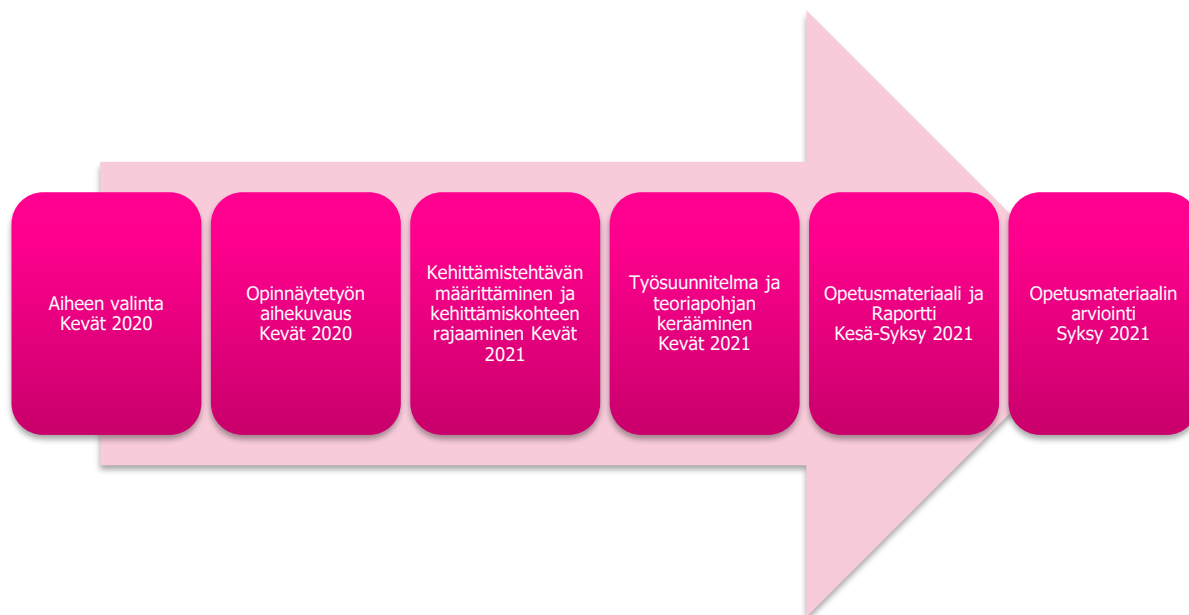 Aiheen valinta
Kevät 2020
Opinnäytetyön
aihekuvaus
Kevät 2020
Kehittämistehtävän
määrittäminen ja
kehittämiskohteen
rajaaminen Kevät
2021
Työsuunnitelma ja
teoriapohjan
kerääminen
Kevät 2021
Opetusmateriaali ja
Raportti
Kesä-Syksy 2021
Opetusmateriaalin
arviointi
Syksy 2021